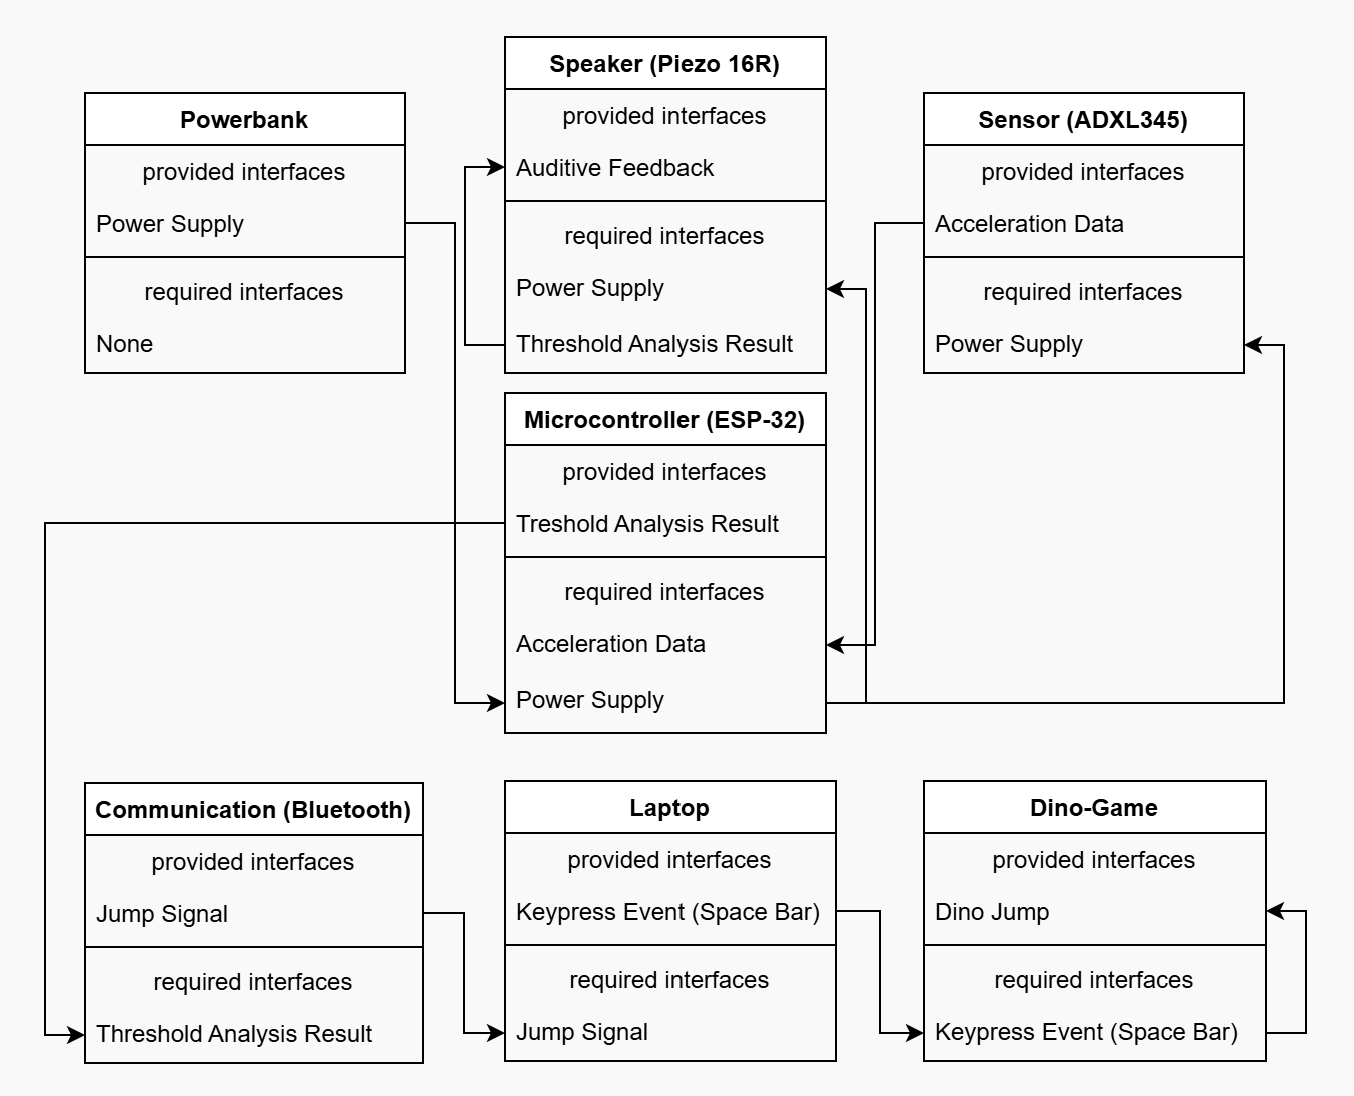 Powerbank
provided interfaces
Power Supply
required interfaces
None
Speaker (Piezo 16R)
provided interfaces
Auditive Feedback
required interfaces
Power Supply
Threshold Analysis Result
Sensor (ADXL345)
provided interfaces
Acceleration Data
required interfaces
Power Supply
Microcontroller (ESP-32)
provided interfaces
Treshold Analysis Result
required interfaces
Acceleration Data
Power Supply
Communication (Bluetooth)
provided interfaces
Jump Signal
required interfaces
Threshold Analysis Result
Laptop
provided interfaces
Keypress Event (Space Bar)
required interfaces
Jump Signal
Dino-Game
provided interfaces
Dino Jump
required interfaces
Keypress Event (Space Bar)